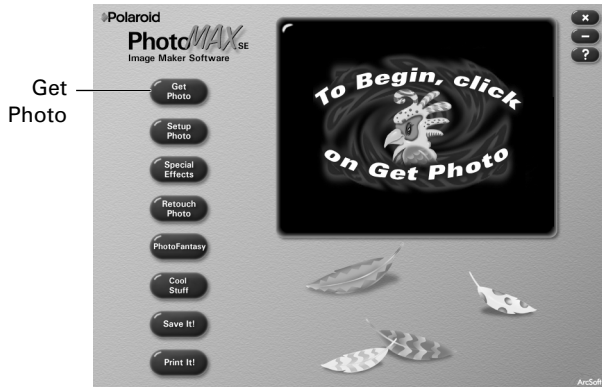 Polaroid
PhotoMAX SE
Image Maker Software
Get
Photo
Get
Photo
Setup
Photo
Special
Effects
Retouch
Photo
PhotoFantasy
Cool
Stuff
Save It!
Print It!
To Begin, click
on Get Photo
×
–
?
ArcSoft